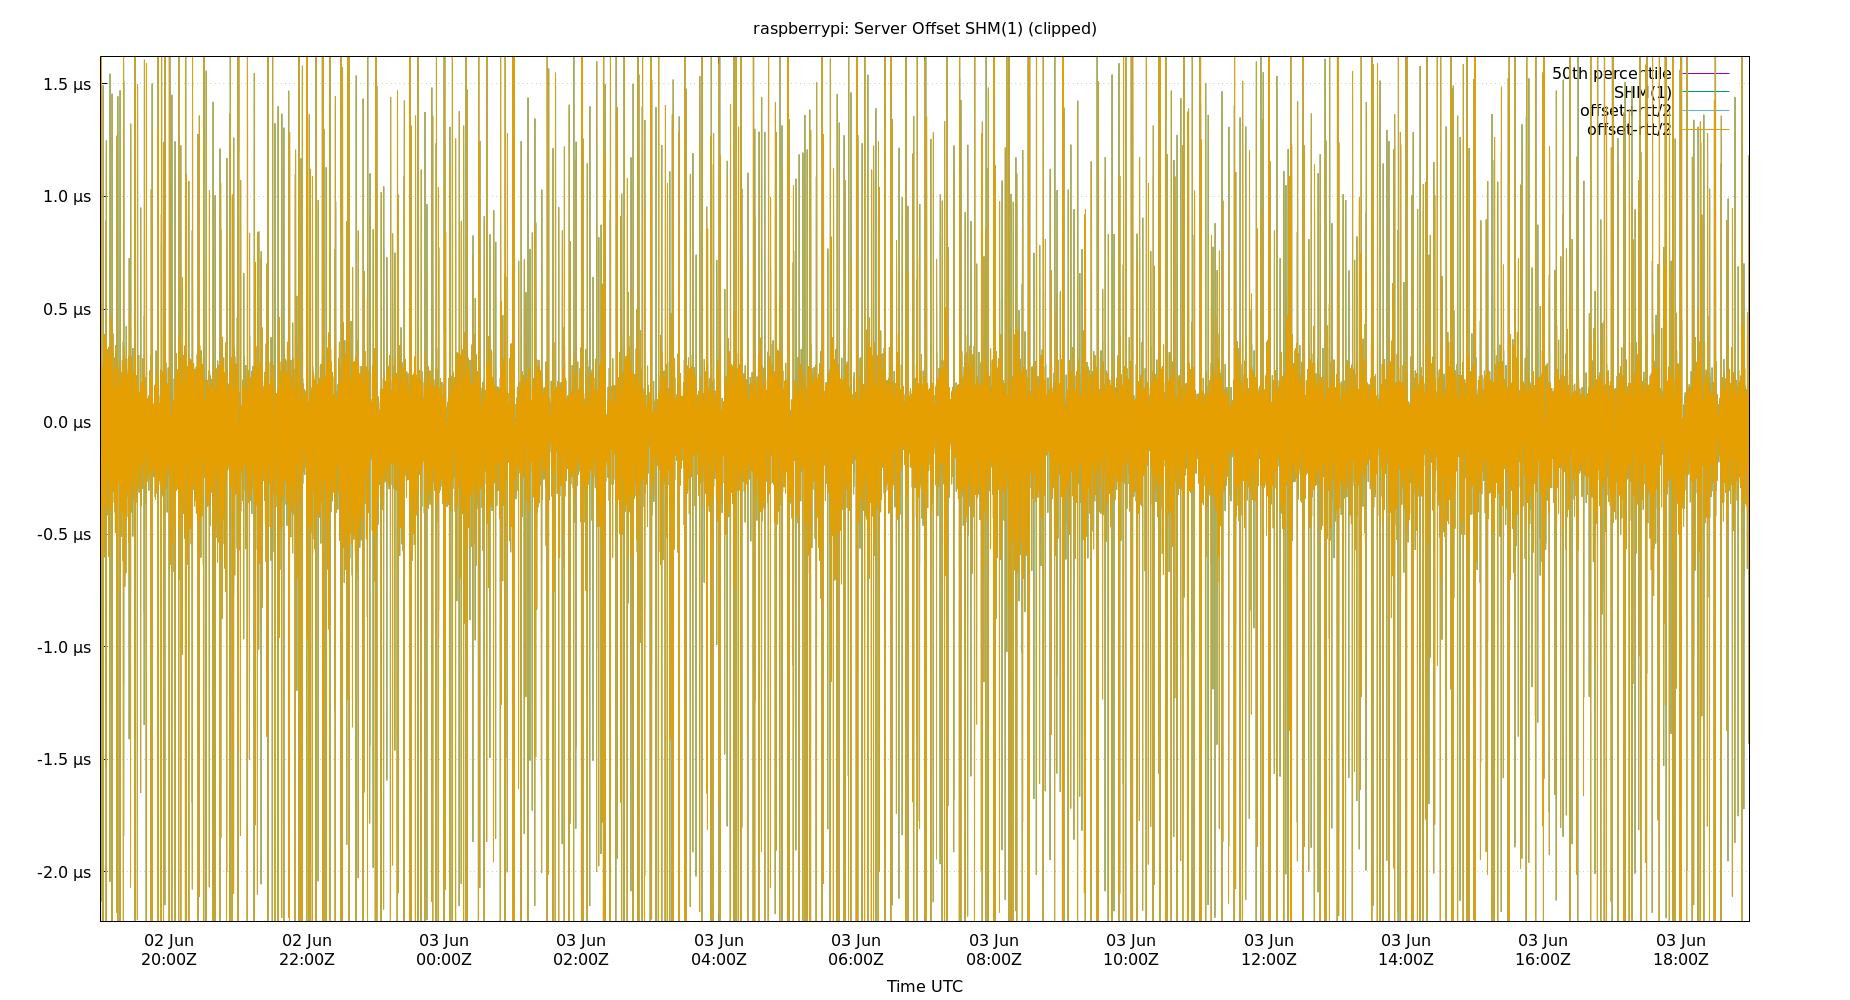 raspberrypi: Server Offset SHM(1) (clipped)
50th percentile
SHM(1)
offset+rtt/2
offset-rtt/2
1.5 µs
1.0 µs
0.5 µs
0.0 µs
-0.5 µs
-1.0 µs
-1.5 µs
-2.0 µs
02 Jun 02 Jun 03 Jun 03 Jun 03 Jun 03 Jun 03 Jun 03 Jun 03 Jun 03 Jun 03 Jun 03 Jun
20:00Z 22:00Z 00:00Z 02:00Z 04:00Z 06:00Z 08:00Z 10:00Z 12:00Z 14:00Z 16:00Z 18:00Z
Time UTC